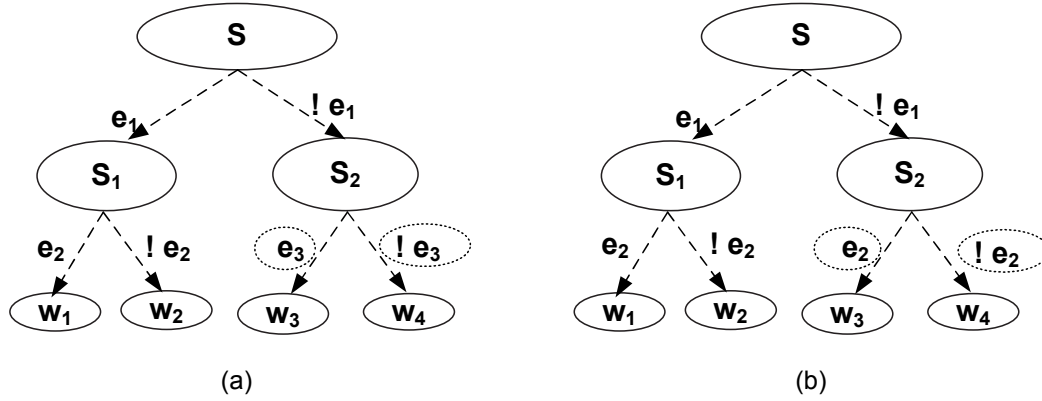 S S
e₁ ! e₁ e₁ ! e₁
S₁ S₂ S₁ S₂
e₂ ! e₂ e₃ ! e₃ e₂ ! e₂ e₂ ! e₂
w₁ w₂ w₃ w₄ w₁ w₂ w₃ w₄
(a) (b)